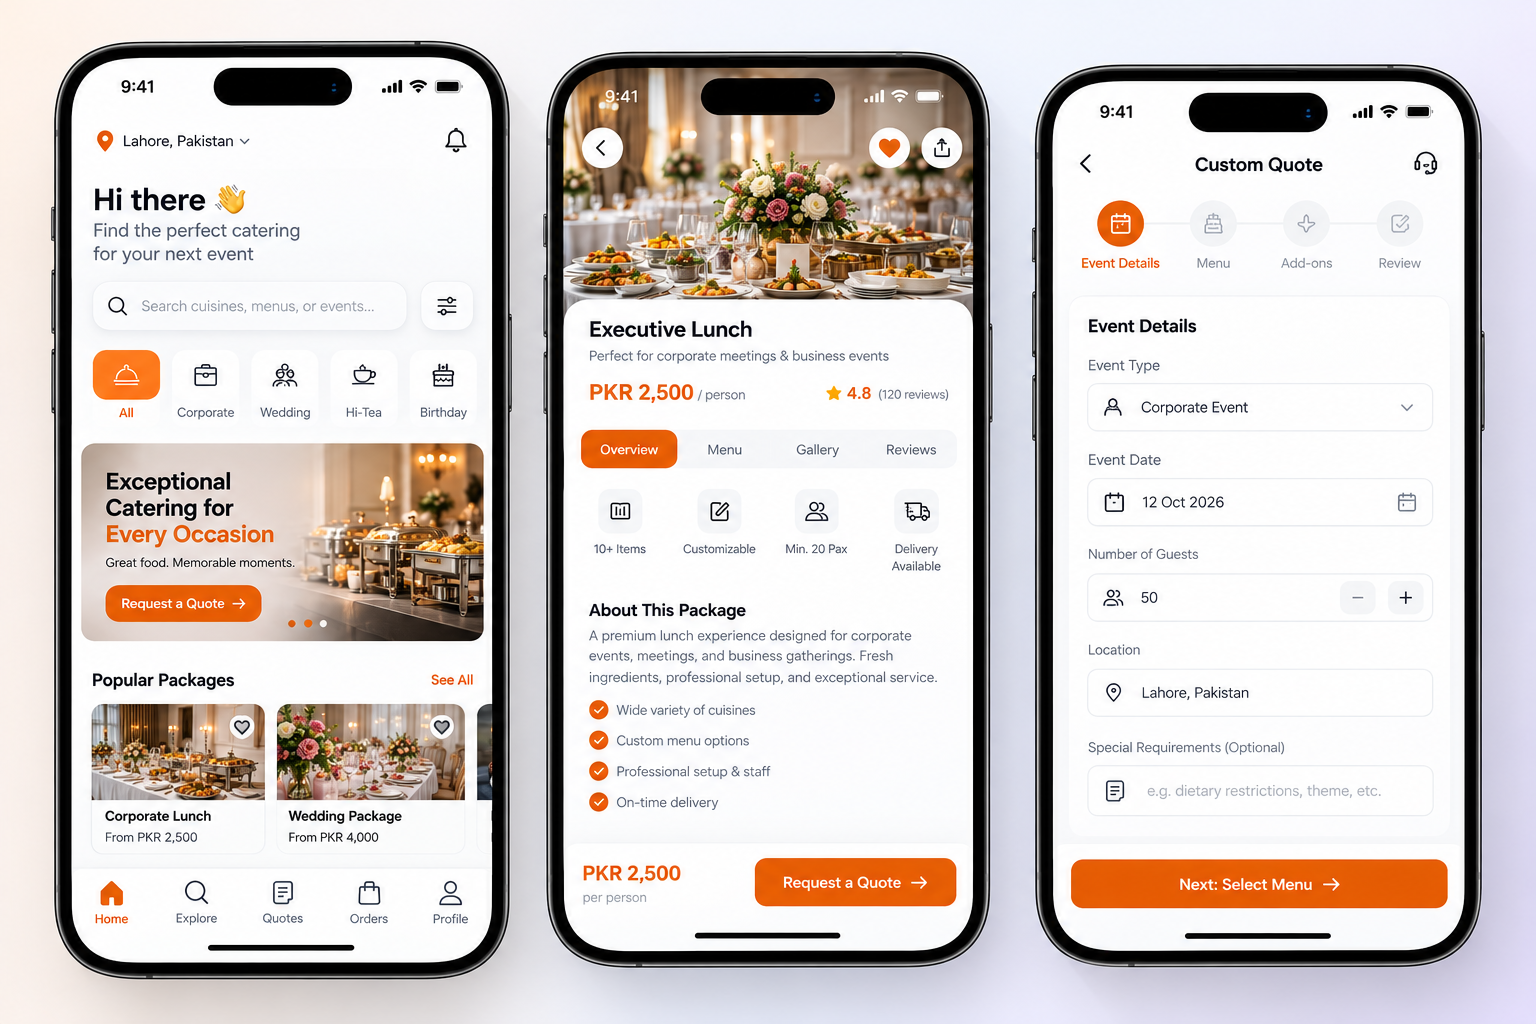 9:41
Lahore, Pakistan
Hi there 👋
Find the perfect catering
for your next event
Search cuisines, menus, or events...
All
Corporate
Wedding
Hi-Tea
Birthday
Exceptional
Catering for
Every Occasion
Great food. Memorable moments.
Request a Quote →
Popular Packages
See All
Corporate Lunch
From PKR 2,500
Wedding Package
From PKR 4,000
Home
Explore
Quotes
Orders
Profile
9:41
Executive Lunch
Perfect for corporate meetings & business events
PKR 2,500 / person
4.8 (120 reviews)
Overview
Menu
Gallery
Reviews
10+ Items
Customizable
Min. 20 Pax
Delivery
Available
About This Package
A premium lunch experience designed for corporate
events, meetings, and business gatherings. Fresh
ingredients, professional setup, and exceptional service.
Wide variety of cuisines
Custom menu options
Professional setup & staff
On-time delivery
PKR 2,500
per person
Request a Quote →
9:41
Custom Quote
Event Details
Menu
Add-ons
Review
Event Details
Event Type
Corporate Event
Event Date
12 Oct 2026
Number of Guests
50
Location
Lahore, Pakistan
Special Requirements (Optional)
e.g. dietary restrictions, theme, etc.
Next: Select Menu →